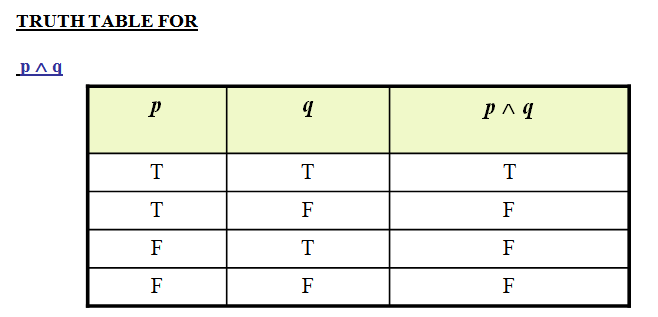 TRUTH TABLE FOR
p ∧ q
p q p ∧ q
T T T
T F F
F T F
F F F